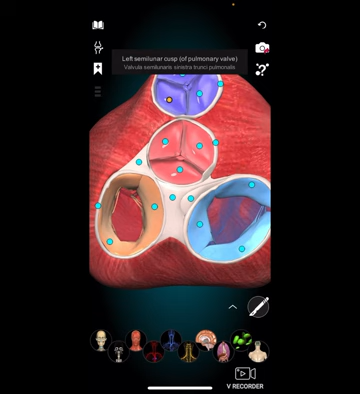 Left semilunar cusp (of pulmonary valve)
Valvula semilunaris sinistra trunci pulmonalis
V RECORDER